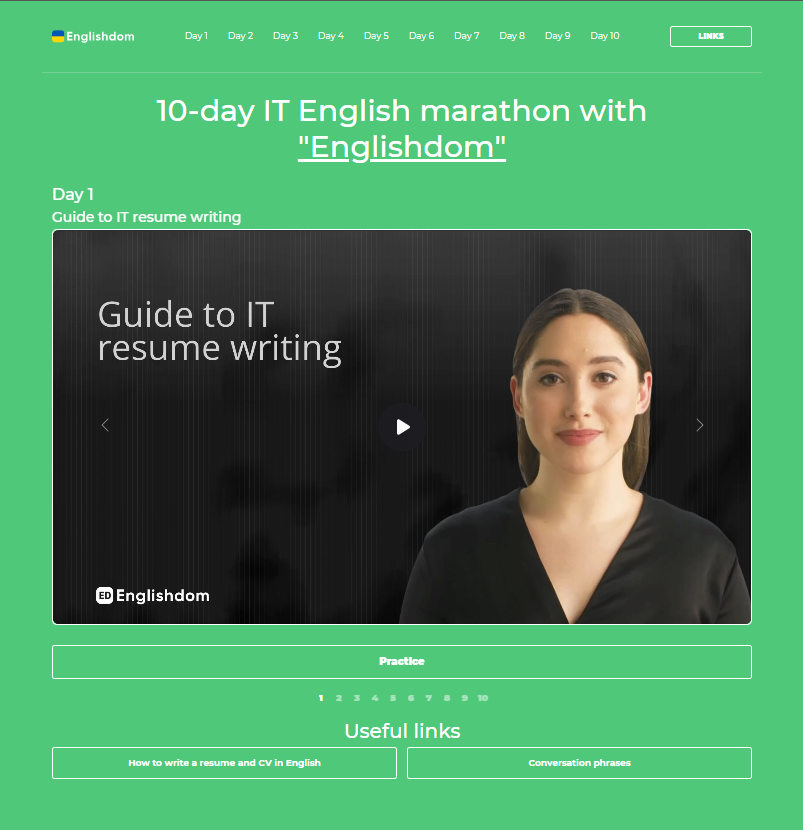 Englishdom
Day 1 Day 2 Day 3 Day 4 Day 5 Day 6 Day 7 Day 8 Day 9 Day 10
LINKS
10-day IT English marathon with
"Englishdom"
Day 1
Guide to IT resume writing
Guide to IT
resume writing
ED Englishdom
Practice
1 2 3 4 5 6 7 8 9 10
Useful links
How to write a resume and CV in English
Conversation phrases